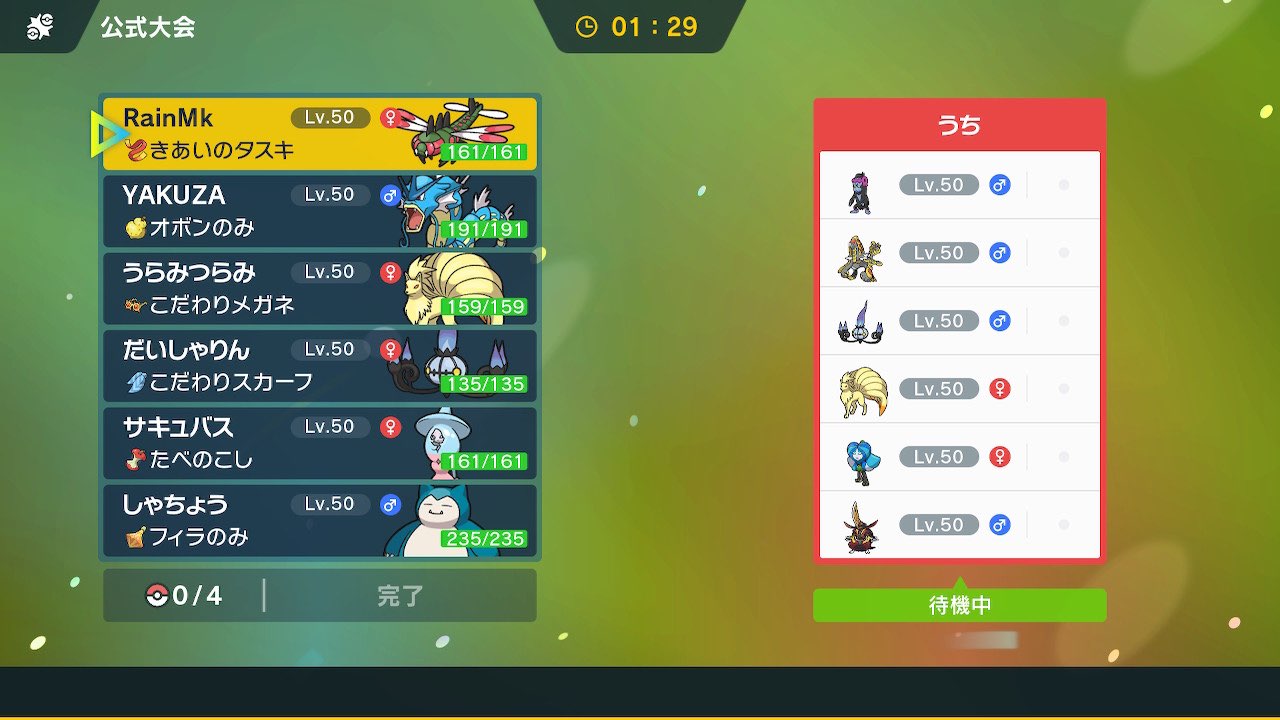 公式大会
01:29
RainMk Lv.50 ♀
きあいのタスキ 161/161
YAKUZA Lv.50 ♂
オボンのみ 191/191
うらみつらみ Lv.50 ♀
こだわりメガネ 159/159
だいしゃりん Lv.50 ♀
こだわりスカーフ 135/135
サキュバス Lv.50 ♀
たべのこし 161/161
しゃちょう Lv.50 ♂
フィラのみ 235/235
0/4 完了
うち
Lv.50 ♂
Lv.50 ♂
Lv.50 ♂
Lv.50 ♀
Lv.50 ♀
Lv.50 ♂
待機中